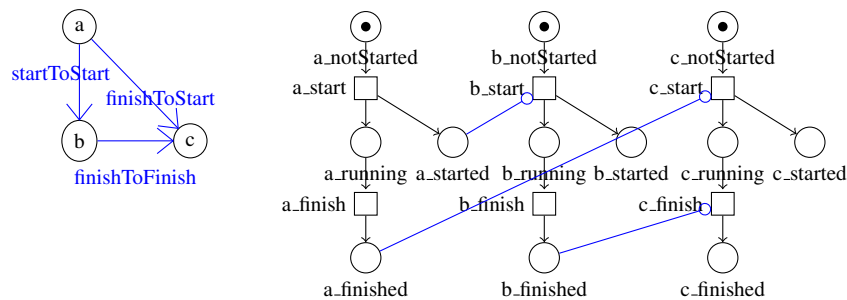 a
startToStart
finishToStart
b
c
finishToFinish
a_notStarted b_notStarted c_notStarted
a_start b_start c_start
a_running a_started b_running b_started c_running c_started
a_finish b_finish c_finish
a_finished b_finished c_finished